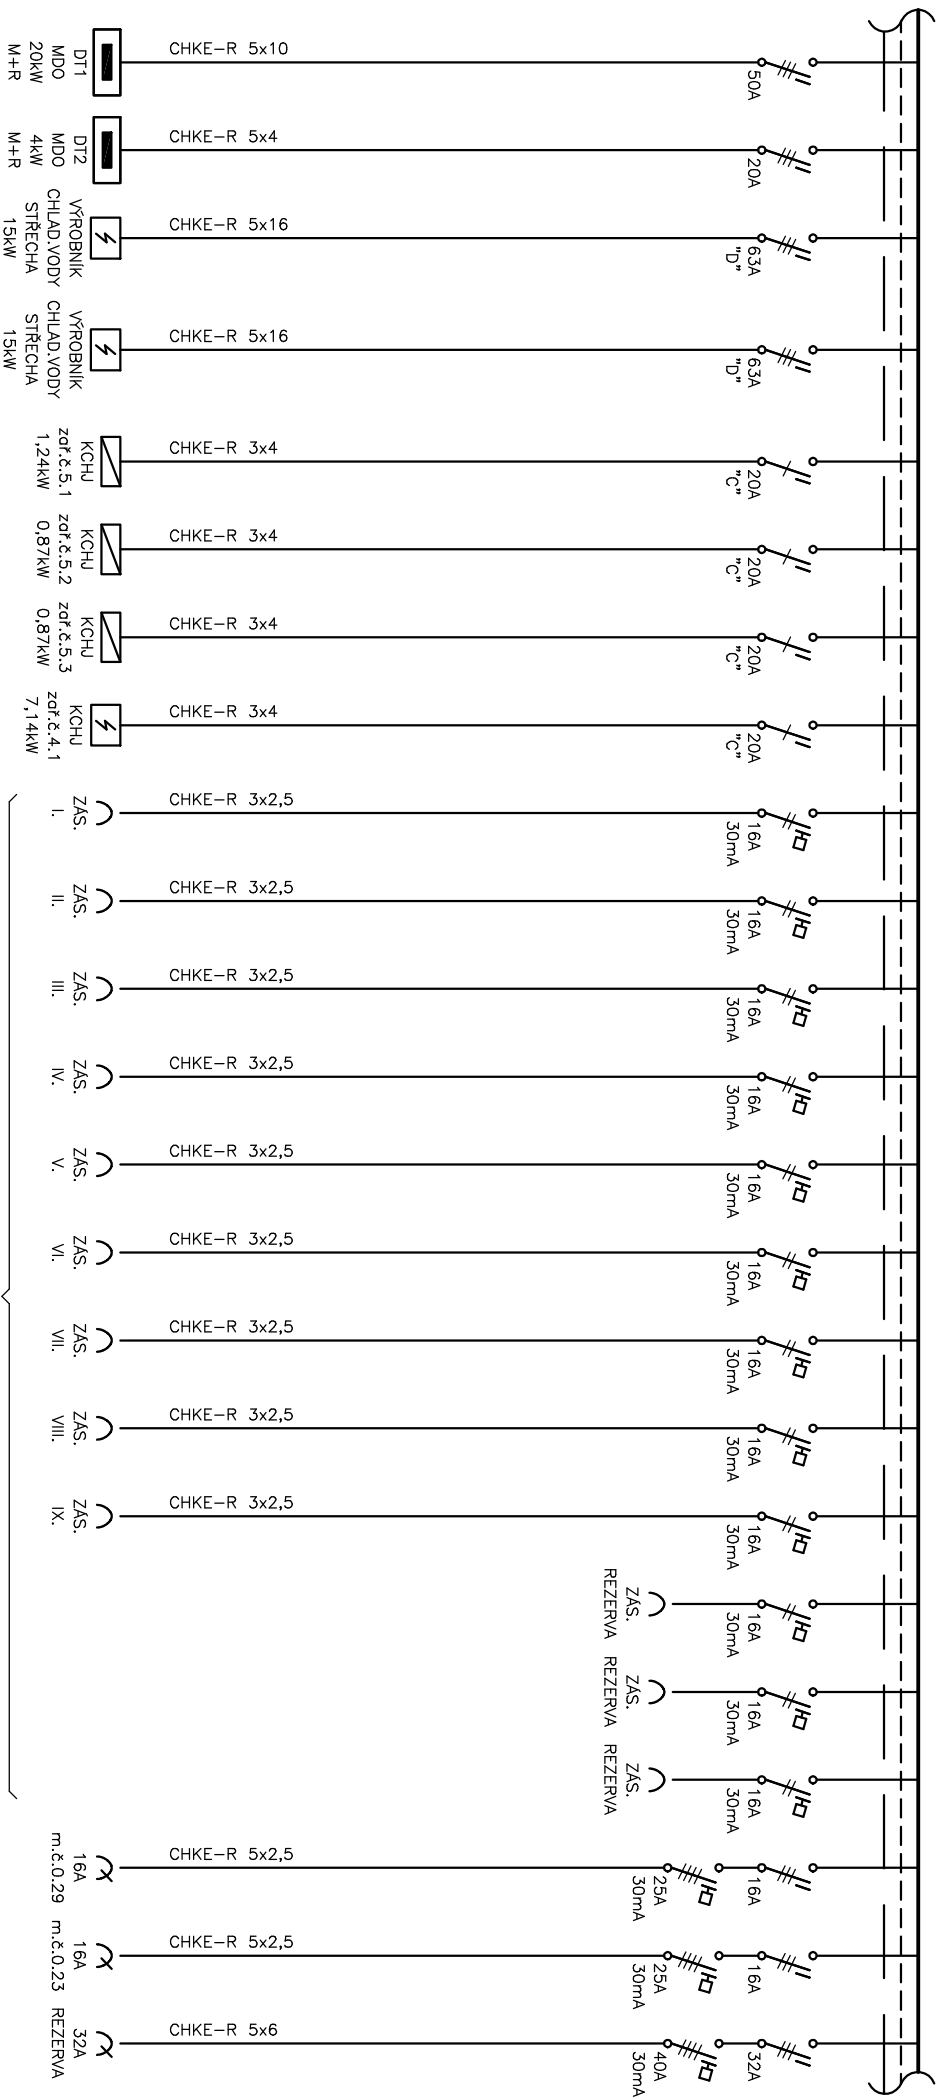 CHKE-R 5x10
50A
DT1
MDO
20kW
M+R
CHKE-R 5x4
20A
DT2
MDO
4kW
M+R
CHKE-R 5x16
63A
"D"
VÝROBNÍK
CHLAD.VODY
STŘECHA
15kW
CHKE-R 5x16
63A
"D"
VÝROBNÍK
CHLAD.VODY
STŘECHA
15kW
CHKE-R 3x4
20A
"C"
KCHJ
zař.č.5.1
1,24kW
CHKE-R 3x4
20A
"C"
KCHJ
zař.č.5.2
0,87kW
CHKE-R 3x4
20A
"C"
KCHJ
zař.č.5.3
0,87kW
CHKE-R 3x4
20A
"C"
KCHJ
zař.č.4.1
7,14kW
CHKE-R 3x2,5
16A
30mA
ZÁS.
I.
CHKE-R 3x2,5
16A
30mA
ZÁS.
II.
CHKE-R 3x2,5
16A
30mA
ZÁS.
III.
CHKE-R 3x2,5
16A
30mA
ZÁS.
IV.
CHKE-R 3x2,5
16A
30mA
ZÁS.
V.
CHKE-R 3x2,5
16A
30mA
ZÁS.
VI.
CHKE-R 3x2,5
16A
30mA
ZÁS.
VII.
CHKE-R 3x2,5
16A
30mA
ZÁS.
VIII.
CHKE-R 3x2,5
16A
30mA
ZÁS.
IX.
16A
30mA
ZÁS.
REZERVA
16A
30mA
ZÁS.
REZERVA
16A
30mA
ZÁS.
REZERVA
CHKE-R 5x2,5
16A
25A
30mA
16A
m.č.0.29
CHKE-R 5x2,5
16A
25A
30mA
16A
m.č.0.23
CHKE-R 5x6
32A
40A
30mA
32A
REZERVA